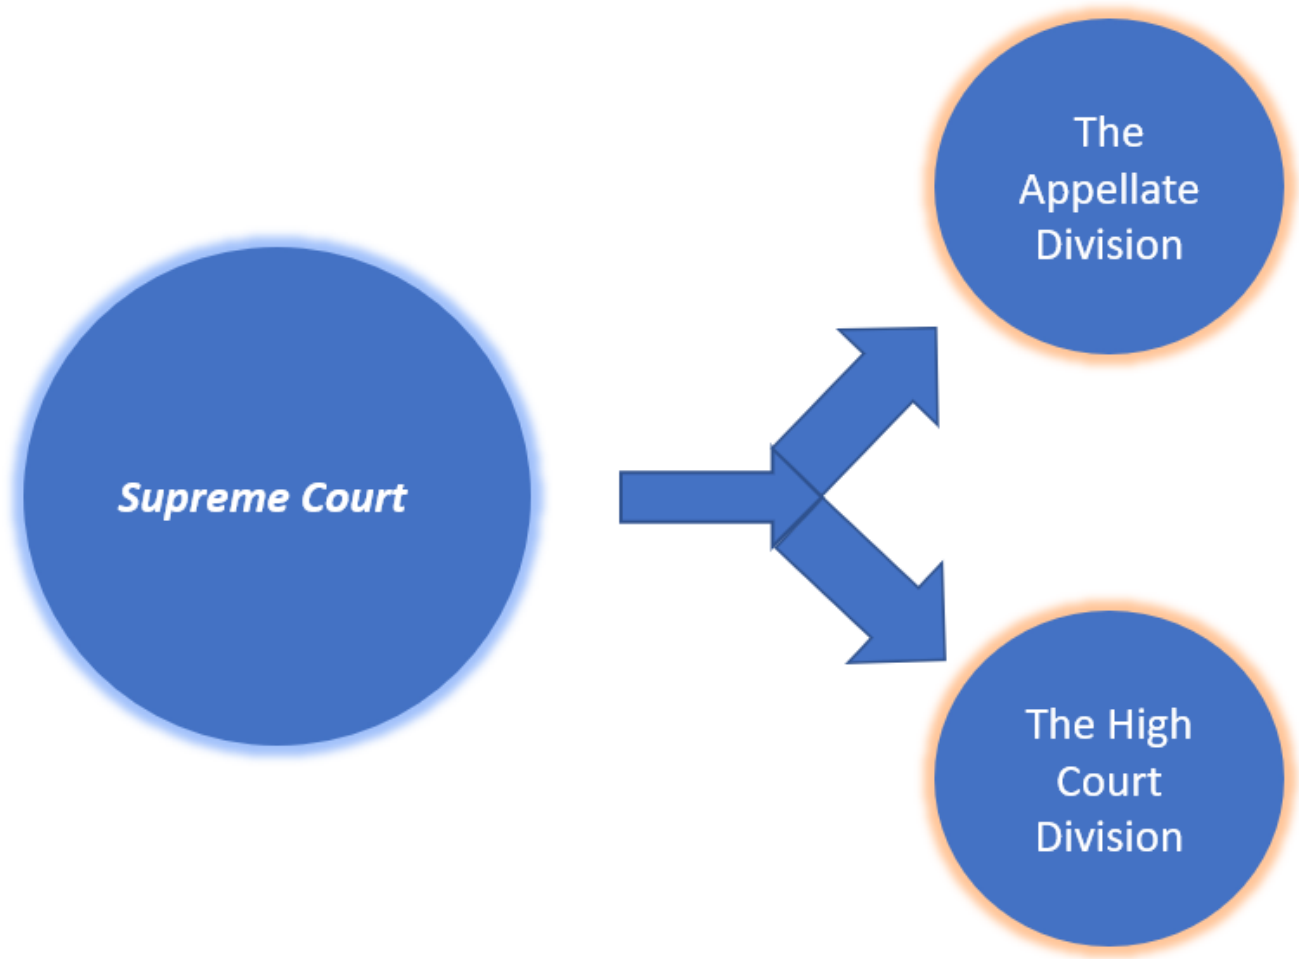 Supreme Court
The
Appellate
Division
The High
Court
Division